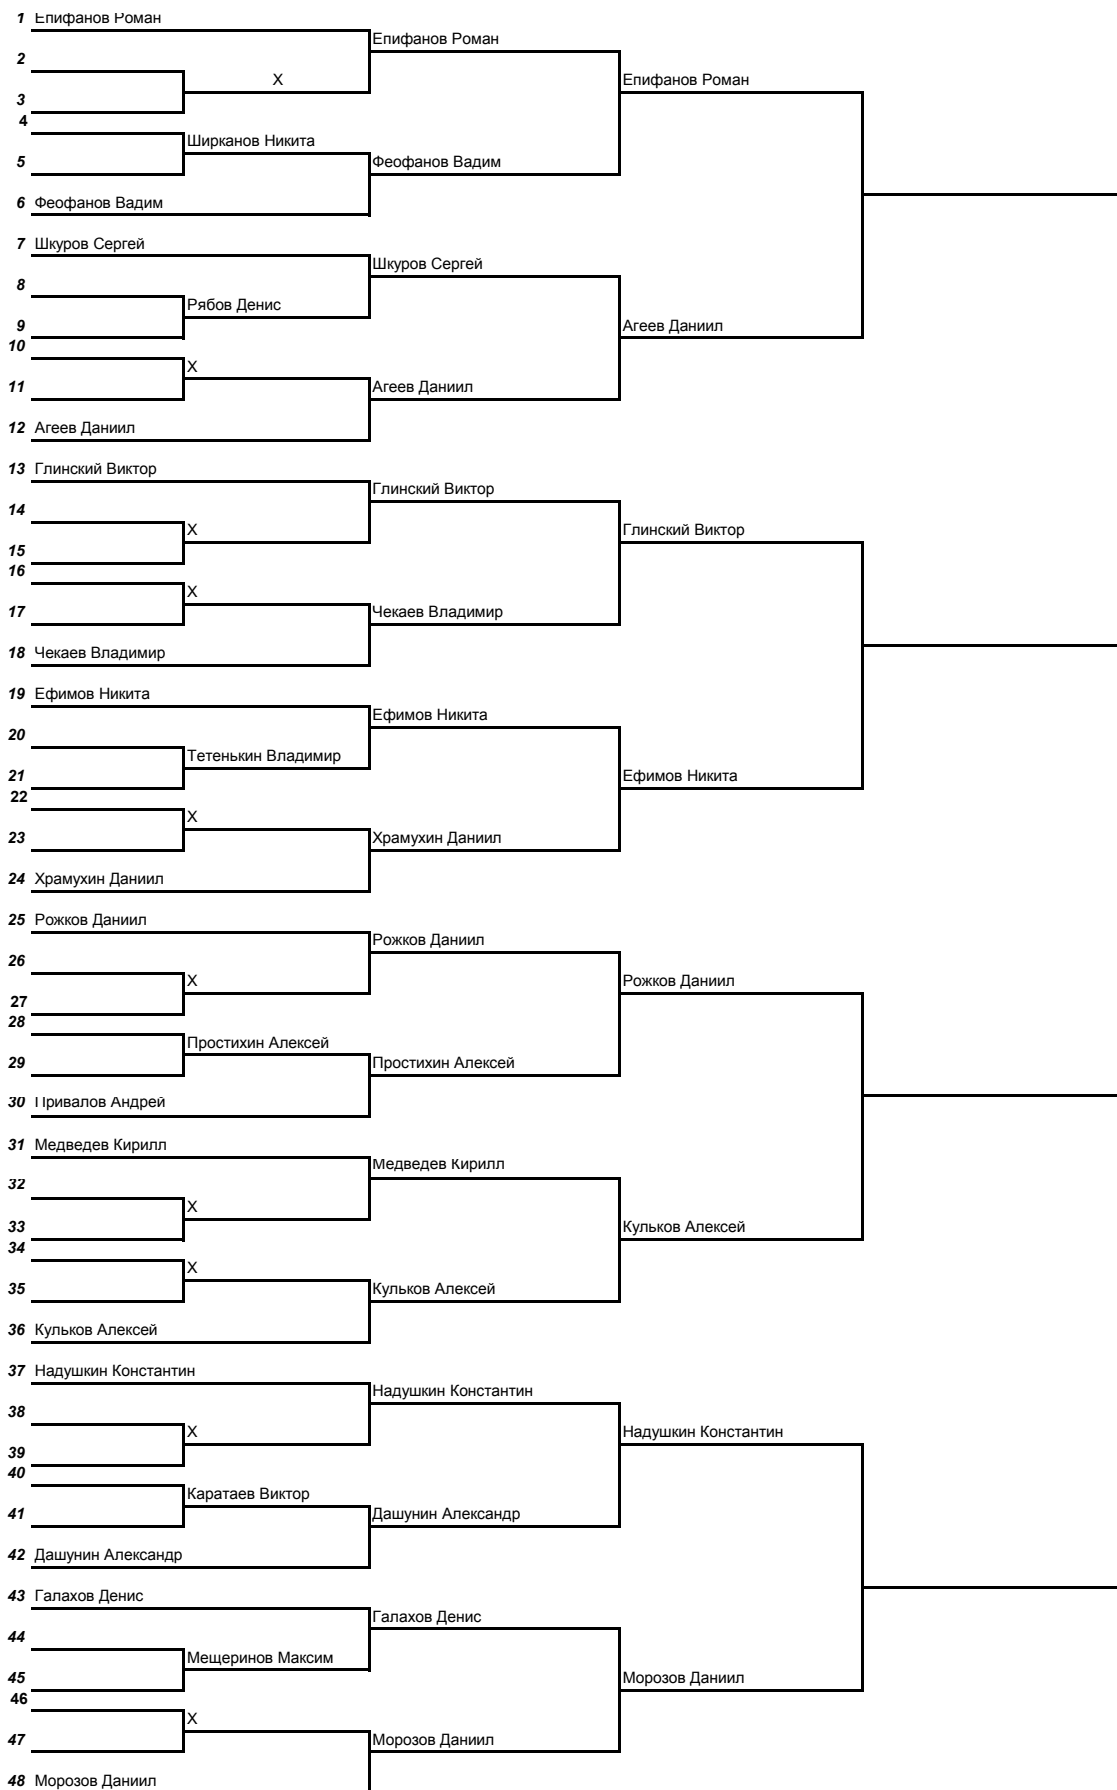 1 Епифанов Роман
Епифанов Роман
2
X
Епифанов Роман
3
4
Ширканов Никита
5
Феофанов Вадим
6 Феофанов Вадим
7 Шкуров Сергей
Шкуров Сергей
8
Рябов Денис
9
Агеев Даниил
10
X
11
Агеев Даниил
12 Агеев Даниил
13 Глинский Виктор
Глинский Виктор
14
X
Глинский Виктор
15
16
X
17
Чекаев Владимир
18 Чекаев Владимир
19 Ефимов Никита
Ефимов Никита
20
Тетенькин Владимир
21
Ефимов Никита
22
X
23
Храмухин Даниил
24 Храмухин Даниил
25 Рожков Даниил
Рожков Даниил
26
X
Рожков Даниил
27
28
Простихин Алексей
29
Простихин Алексей
30 Привалов Андрей
31 Медведев Кирилл
Медведев Кирилл
32
X
33
Кульков Алексей
34
X
35
Кульков Алексей
36 Кульков Алексей
37 Надушкин Константин
Надушкин Константин
38
X
Надушкин Константин
39
40
Каратаев Виктор
41
Дашунин Александр
42 Дашунин Александр
43 Галахов Денис
Галахов Денис
44
Мещеринов Максим
45
Морозов Даниил
46
X
47
Морозов Даниил
48 Морозов Даниил